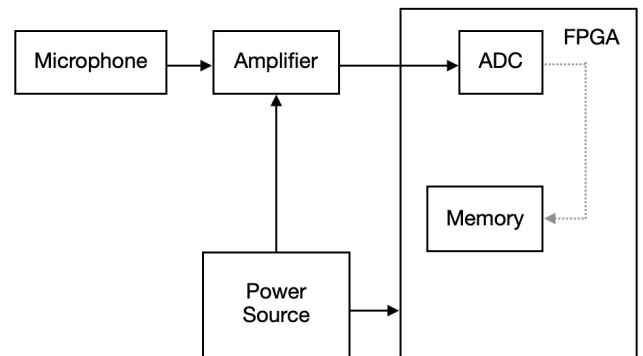 Microphone
Amplifier
ADC
FPGA
Memory
Power
Source